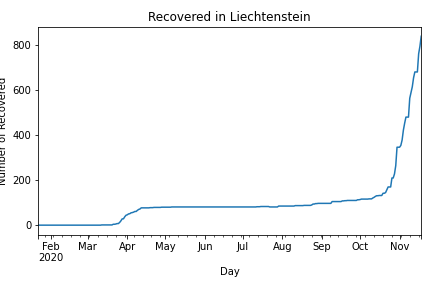 Recovered in Liechtenstein
Number of Recovered
800
600
400
200
0
Feb Mar Apr May Jun Jul Aug Sep Oct Nov
2020
Day